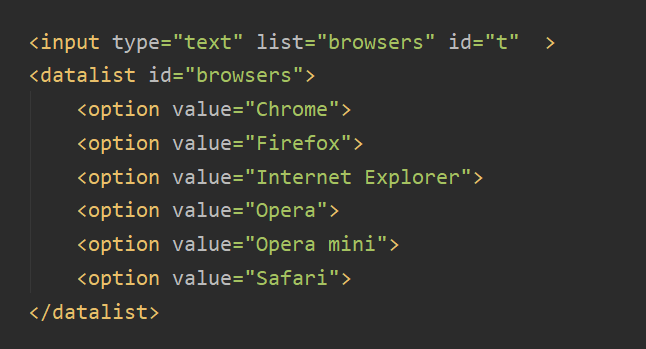 <input type="text" list="browsers" id="t"  >
<datalist id="browsers">
    <option value="Chrome">
    <option value="Firefox">
    <option value="Internet Explorer">
    <option value="Opera">
    <option value="Opera mini">
    <option value="Safari">
</datalist>